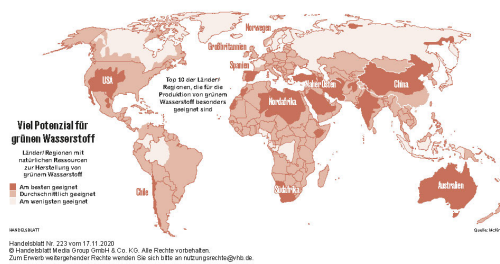 Norwegen
Großbritannien
Spanien
USA
Top 10 der Länder/
Regionen, die für die
Produktion von grünem
Wasserstoff besonders
geeignet sind
Naher Osten
China
Nordafrika
Viel Potenzial für
grünen Wasserstoff
Länder/Regionen mit
natürlichen Ressourcen
zur Herstellung von
grünem Wasserstoff
Am besten geeignet
Durchschnittlich geeignet
Am wenigsten geeignet
Chile
Südafrika
Australien
HANDELSBLATT
Handelsblatt Nr. 223 vom 17.11.2020
© Handelsblatt Media Group GmbH & Co. KG. Alle Rechte vorbehalten.
Zum Erwerb weitergehender Rechte wenden Sie sich bitte an nutzungsrechte@vhb.de.